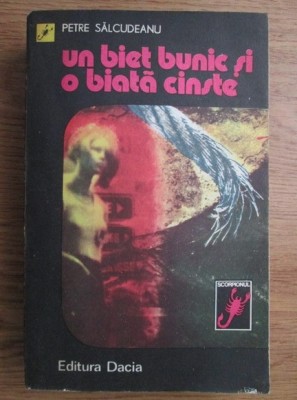 PETRE SĂLCUDEANU
un biet bunic și
o biată cinste
SCORPIONUL
Editura Dacia